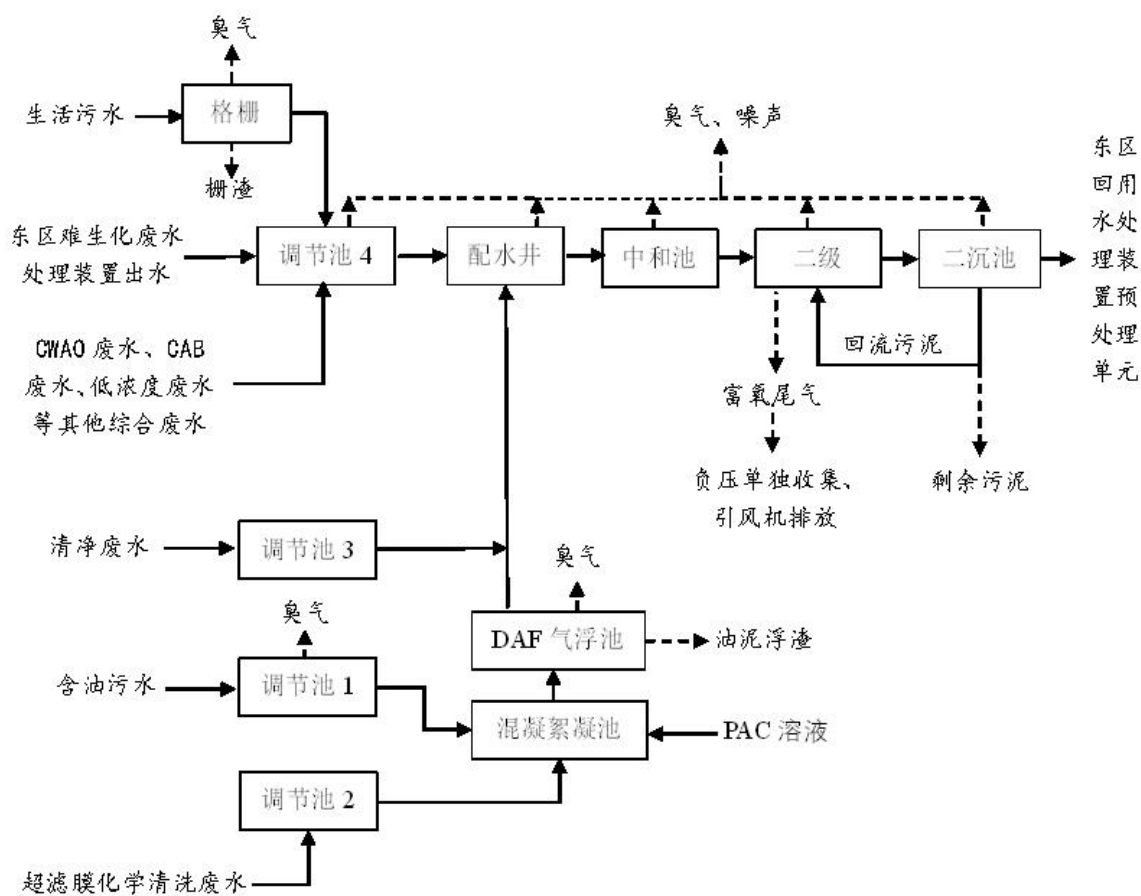 臭气
生活污水
格栅
栅渣
臭气、噪声
东区难生化废水
处理装置出水
调节池 4
配水井
中和池
二级
二沉池
东区
回用
水处
理装
置预
处理
单元
CWAO 废水、CAB
废水、低浓度废水
等其他综合废水
回流污泥
富氧尾气
负压单独收集、
引风机排放
剩余污泥
清净废水
调节池 3
臭气
DAF 气浮池
油泥浮渣
臭气
含油污水
调节池 1
混凝絮凝池
PAC 溶液
调节池 2
超滤膜化学清洗废水